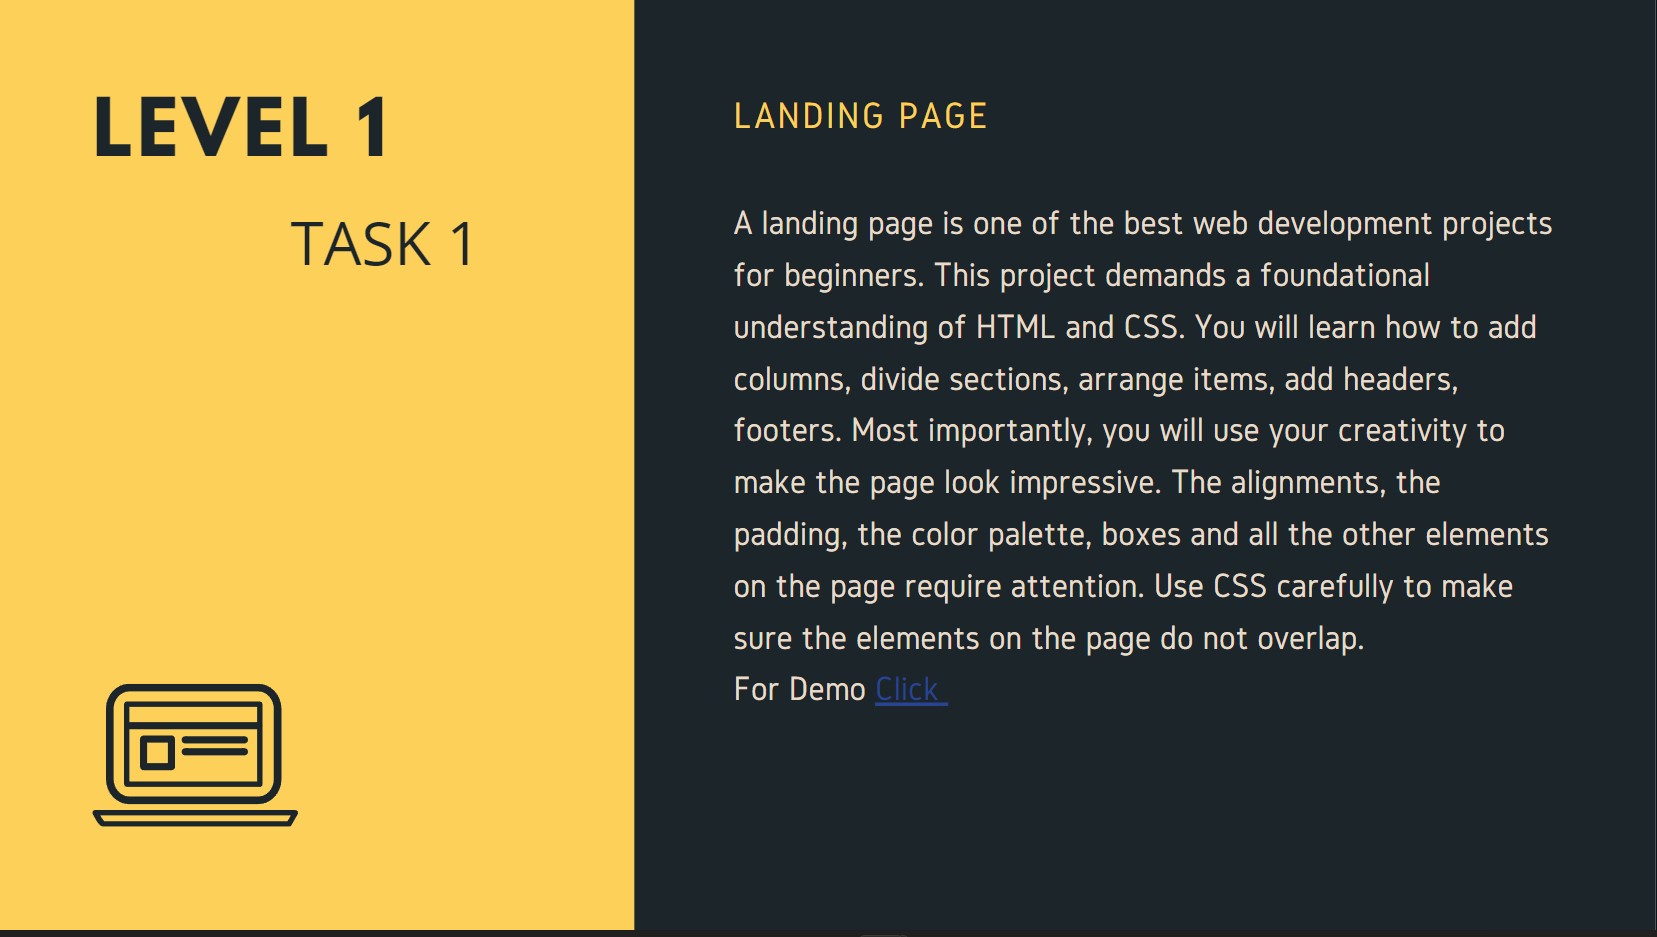 LEVEL 1
TASK 1
LANDING PAGE
A landing page is one of the best web development projects
for beginners. This project demands a foundational
understanding of HTML and CSS. You will learn how to add
columns, divide sections, arrange items, add headers,
footers. Most importantly, you will use your creativity to
make the page look impressive. The alignments, the
padding, the color palette, boxes and all the other elements
on the page require attention. Use CSS carefully to make
sure the elements on the page do not overlap.
For Demo Click